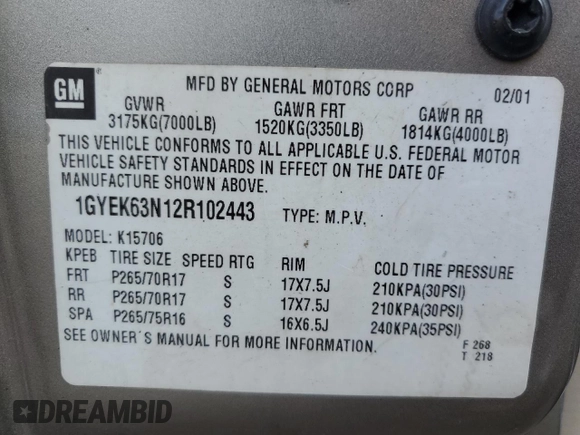 GM
MFD BY GENERAL MOTORS CORP 02/01
GVWR GAWR FRT GAWR RR
3175KG(7000LB) 1520KG(3350LB) 1814KG(4000LB)
THIS VEHICLE CONFORMS TO ALL APPLICABLE U.S. FEDERAL MOTOR
VEHICLE SAFETY STANDARDS IN EFFECT ON THE DATE OF
MANUFACTURE SHOWN ABOVE.
1GYEK63N12R102443 TYPE: M.P.V.
MODEL: K15706
KPEB TIRE SIZE SPEED RTG RIM COLD TIRE PRESSURE
FRT P265/70R17 S 17X7.5J 210KPA(30PSI)
RR P265/70R17 S 17X7.5J 210KPA(30PSI)
SPA P265/75R16 S 16X6.5J 240KPA(35PSI)
SEE OWNER´S MANUAL FOR MORE INFORMATION.
F 268
T 218
DREAMBID